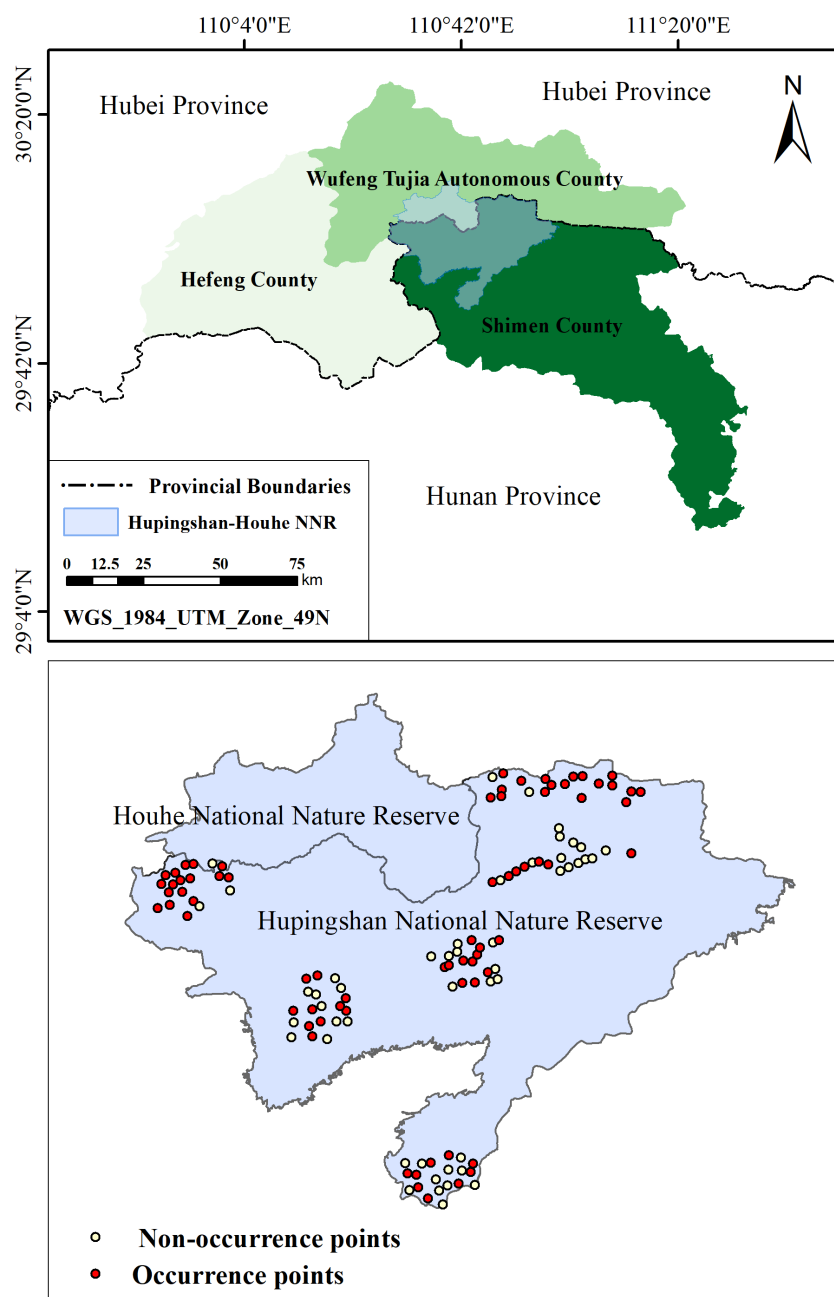 110°4'0"E 110°42'0"E 111°20'0"E
30°20'0"N
29°42'0"N
29°4'0"N
Hubei Province
Hubei Province
N
Wufeng Tujia Autonomous County
Hefeng County
Shimen County
Hunan Province
Provincial Boundaries
Hupingshan-Houhe NNR
0 12.5 25 50 75
km
WGS_1984_UTM_Zone_49N
Houhe National Nature Reserve
Hupingshan National Nature Reserve
Non-occurrence points
Occurrence points